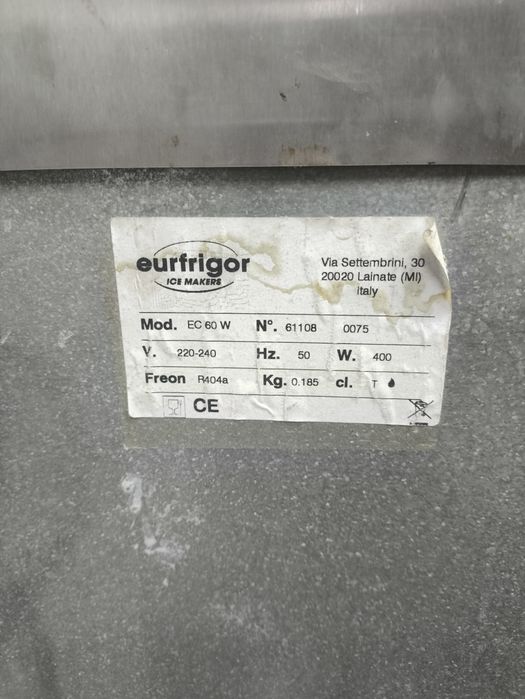 eurfrigor
ICE MAKERS
Via Settembrini, 30
20020 Lainate (MI)
Italy
Mod. EC 60 W N°. 61108 0075
V. 220-240 Hz. 50 W. 400
Freon R404a Kg. 0.185 cl. T
CE